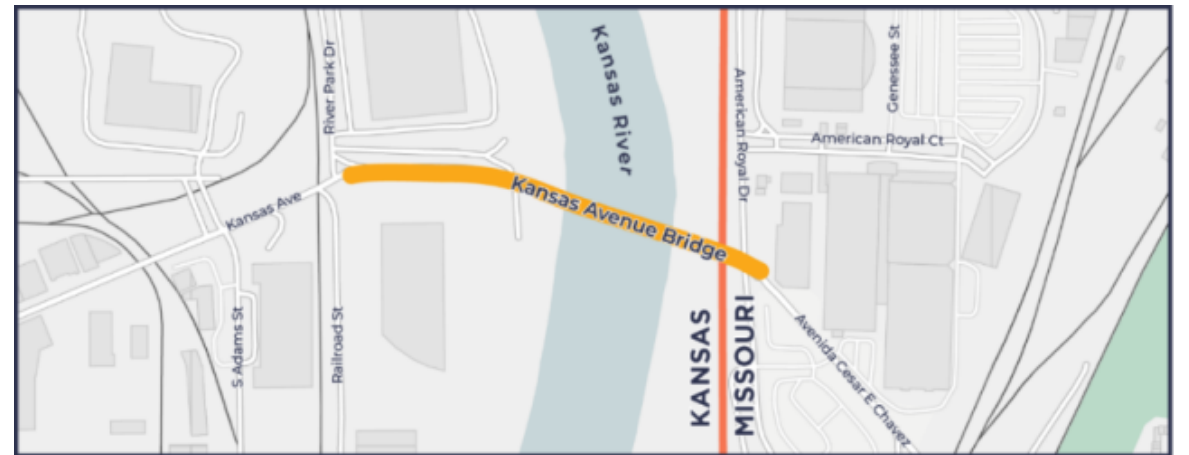 Kansas River
River Park Dr
American Royal Dr
Genessee St
American Royal Ct
Kansas Avenue Bridge
Kansas Ave
S Adams St
Railroad St
KANSAS
MISSOURI
Avenida Cesar E Chavez